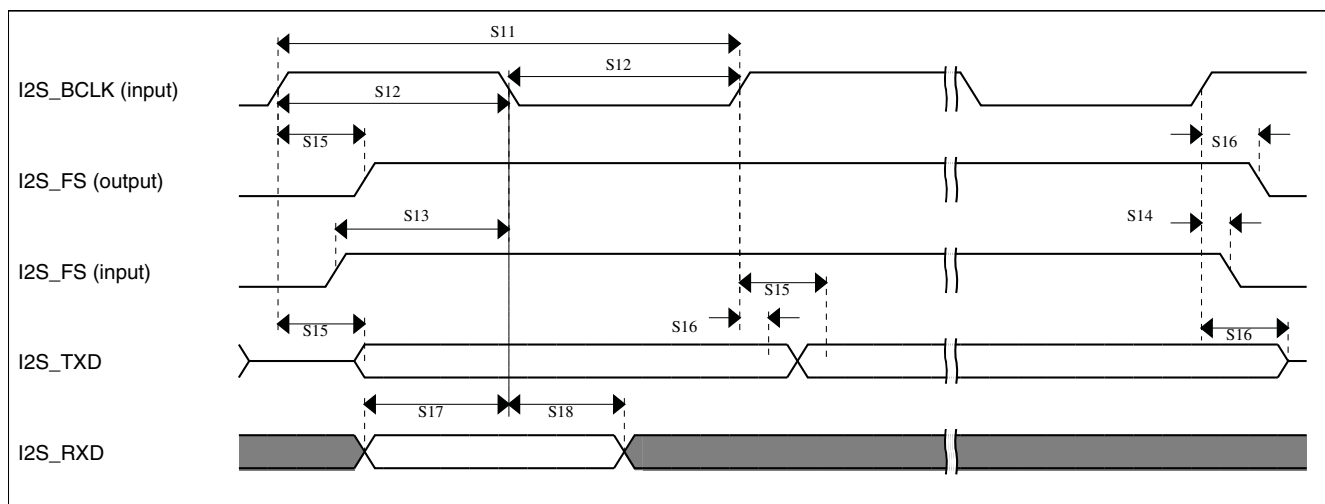 S11
S12
I2S_BCLK (input)
S12
S15
S16
I2S_FS (output)
S13
S14
I2S_FS (input)
S15
S15
S16
S16
I2S_TXD
S17
S18
I2S_RXD